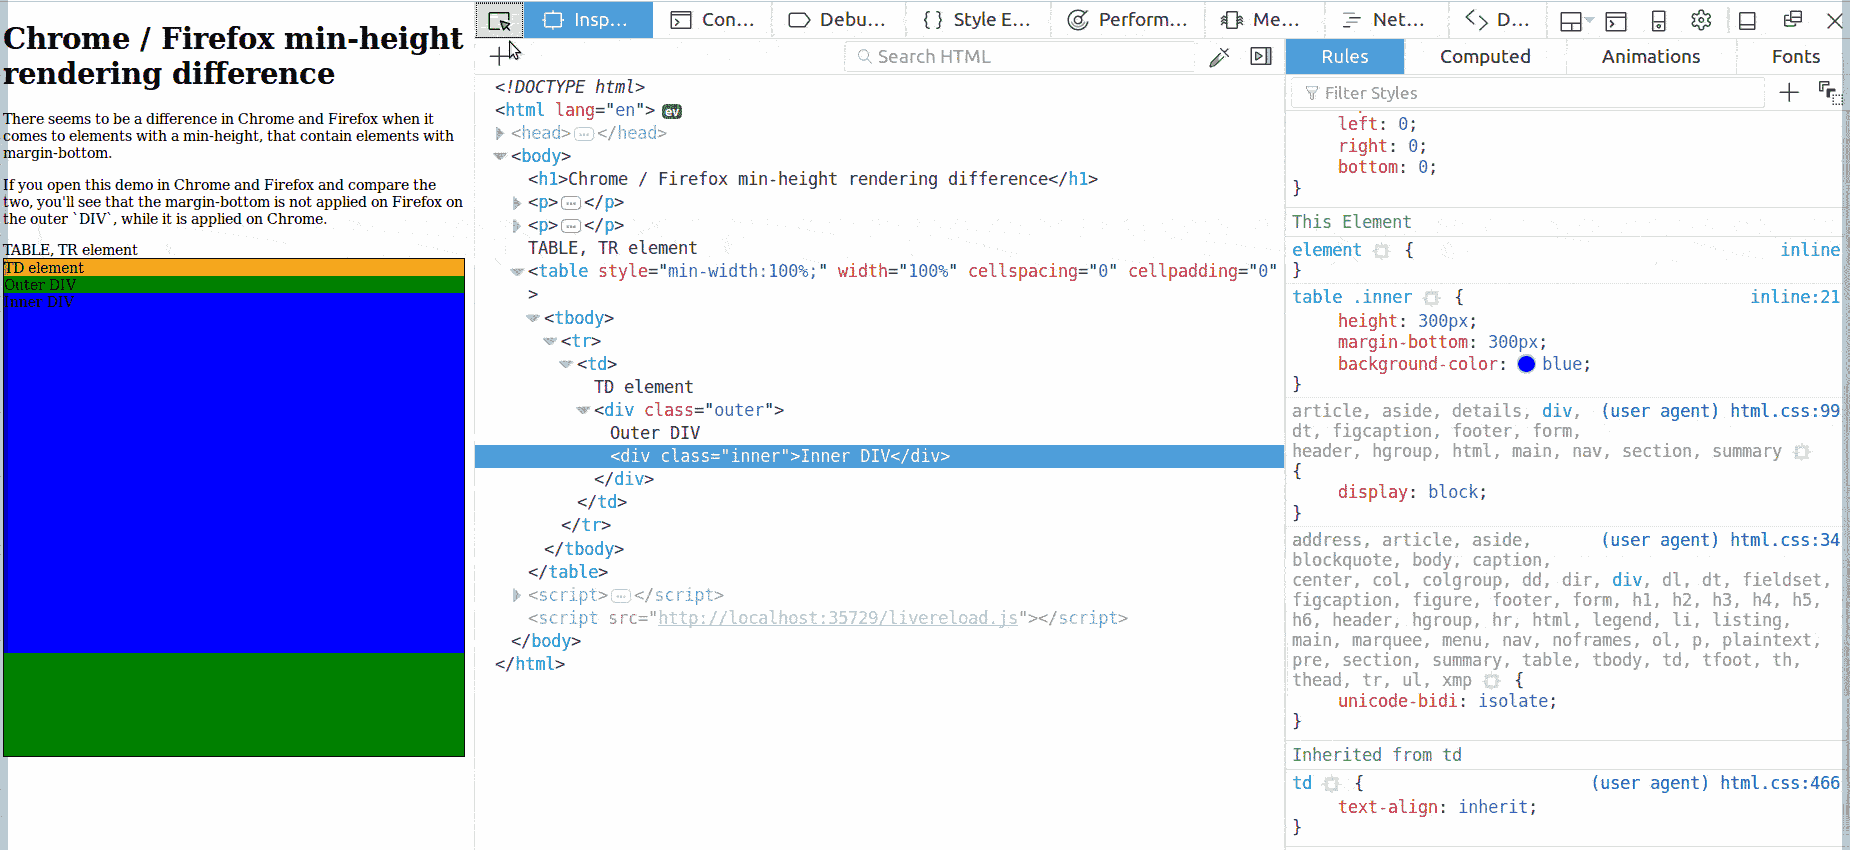 Chrome / Firefox min-height
rendering difference
There seems to be a difference in Chrome and Firefox when it
comes to elements with a min-height, that contain elements with
margin-bottom.
If you open this demo in Chrome and Firefox and compare the
two, you'll see that the margin-bottom is not applied on Firefox on
the outer `DIV`, while it is applied on Chrome.
TABLE, TR element
TD element
Outer DIV
Inner DIV
Insp... Con... Debu... { } Style E... Perform... Me... Net... D...
Search HTML
<!DOCTYPE html>
<html lang="en"> ev
<head>...</head>
<body>
<h1>Chrome / Firefox min-height rendering difference</h1>
<p>...</p>
<p>...</p>
TABLE, TR element
<table style="min-width:100%;" width="100%" cellspacing="0" cellpadding="0"
>
<tbody>
<tr>
<td>
TD element
<div class="outer">
Outer DIV
<div class="inner">Inner DIV</div>
</div>
</td>
</tr>
</tbody>
</table>
<script>...</script>
<script src="http://localhost:35729/livereload.js"></script>
</body>
</html>
Rules Computed Animations Fonts
Filter Styles
left: 0;
right: 0;
bottom: 0;
}
This Element
element { inline
}
table .inner { inline:21
height: 300px;
margin-bottom: 300px;
background-color: blue;
}
article, aside, details, div, (user agent) html.css:99
dt, figcaption, footer, form,
header, hgroup, html, main, nav, section, summary
{
display: block;
}
address, article, aside, (user agent) html.css:34
blockquote, body, caption,
center, col, colgroup, dd, dir, div, dl, dt, fieldset,
figcaption, figure, footer, form, h1, h2, h3, h4, h5,
h6, header, hgroup, hr, html, legend, li, listing,
main, marquee, menu, nav, noframes, ol, p, plaintext,
pre, section, summary, table, tbody, td, tfoot, th,
thead, tr, ul, xmp {
unicode-bidi: isolate;
}
Inherited from td
td { (user agent) html.css:466
text-align: inherit;
}